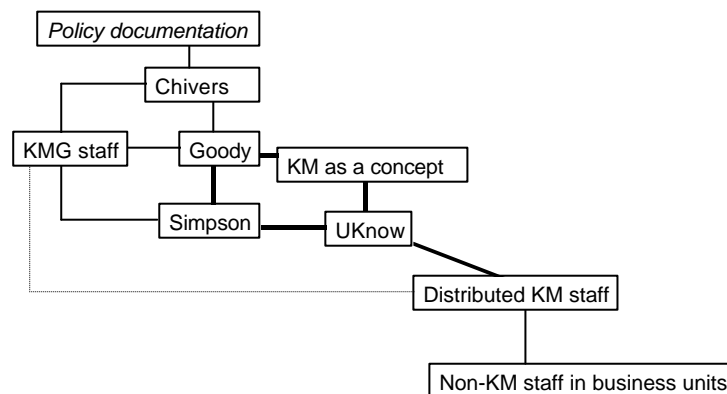 Policy documentation
Chivers
KMG staff
Goody
KM as a concept
Simpson
UKnow
Distributed KM staff
Non-KM staff in business units